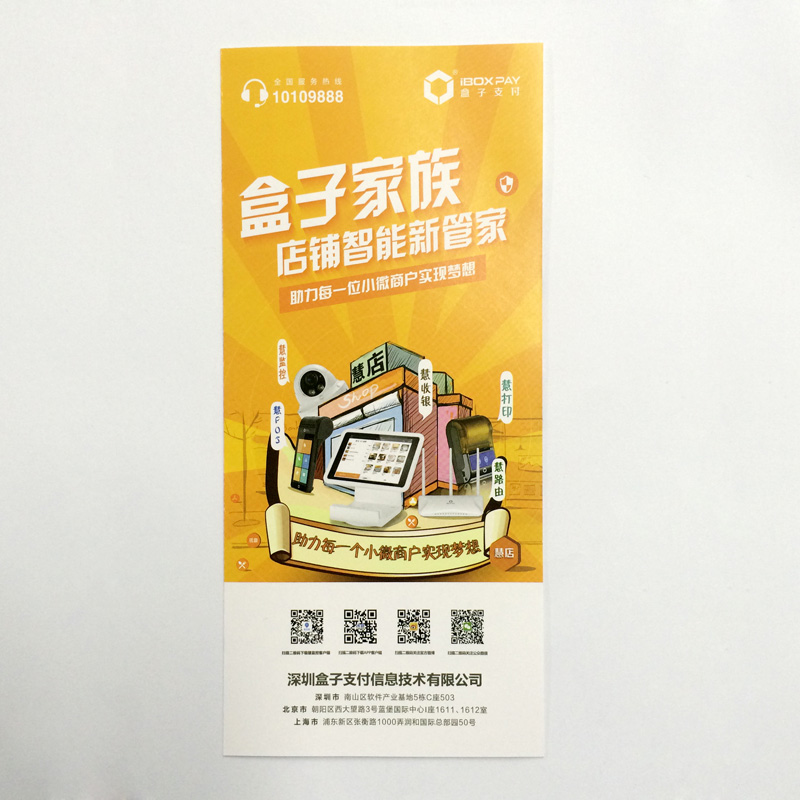 全国服务热线
10109888
iBOXPAY
盒子支付
盒子家族
店铺智能新管家
助力每一位小微商户实现梦想
慧监控
慧店
Shop
慧收银
慧打印
慧POS
慧路由
助力每一个小微商户实现梦想
慧店
深圳盒子支付信息技术有限公司
深圳市 南山区软件产业基地5栋C座503
北京市 朝阳区西大望路3号蓝堡国际中心I座1611、1612室
上海市 浦东新区张衡路1000弄润和国际总部园50号